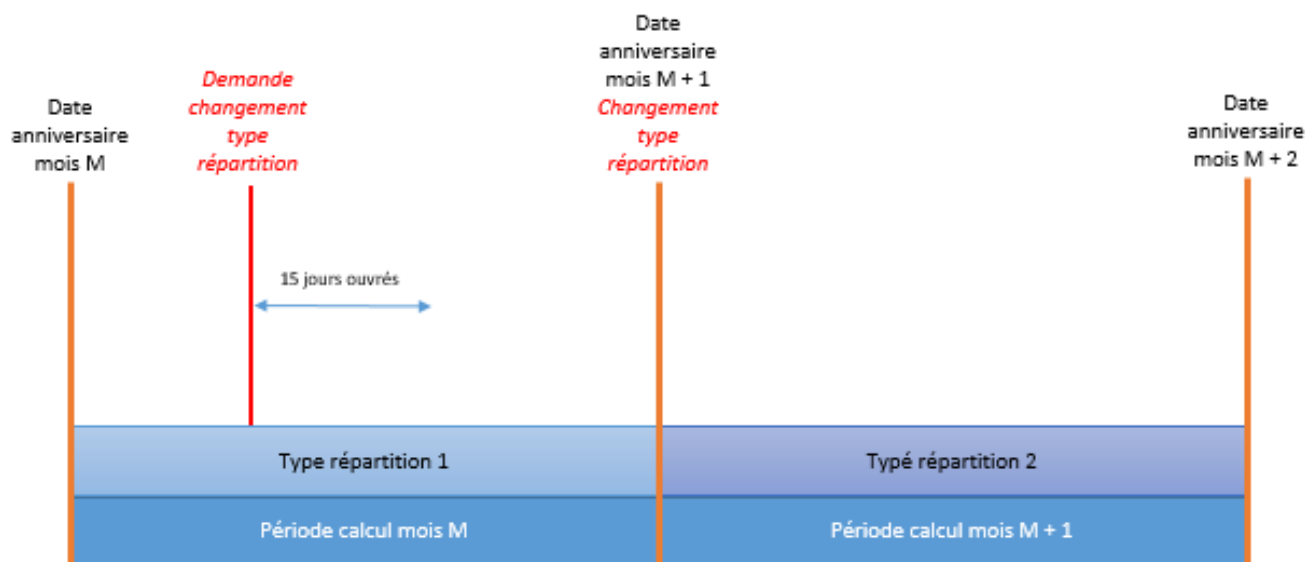 Date
anniversaire
mois M
Demande
changement
type
répartition
Date
anniversaire
mois M + 1
Changement
type
répartition
Date
anniversaire
mois M + 2
15 jours ouvrés
Type répartition 1
Typé répartition 2
Période calcul mois M
Période calcul mois M + 1